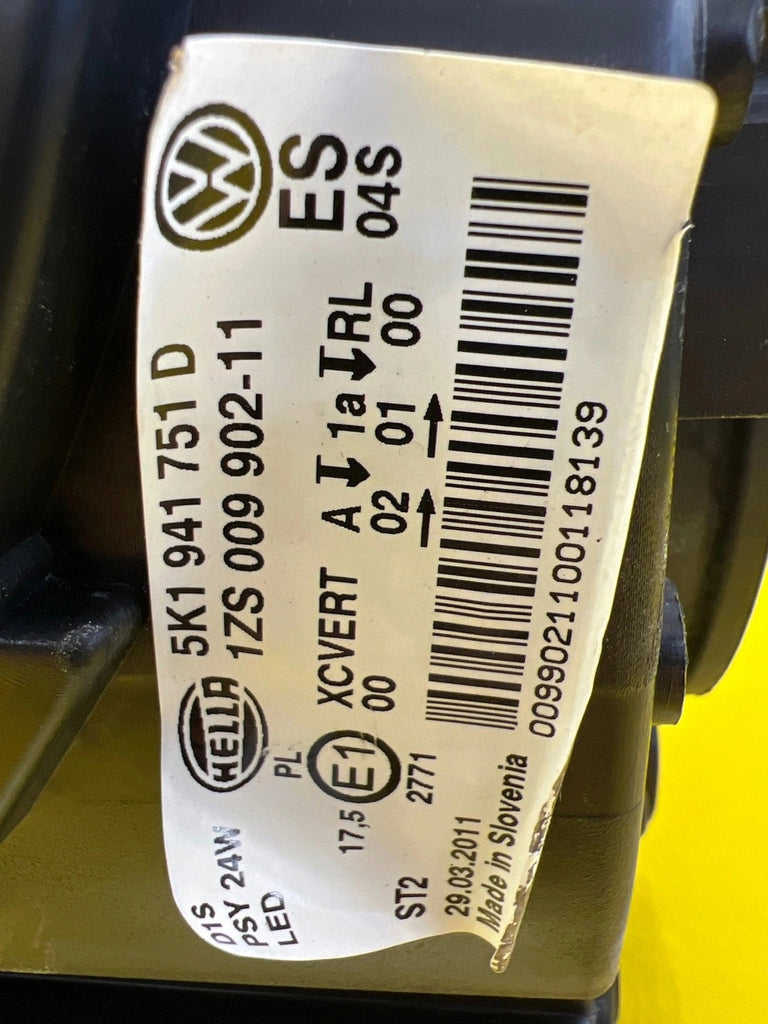 D1S
PSY 24W
LED
HELLA
5K1 941 751 D
1ZS 009 902-11
ES
04S
PL
17,5 E1
XCVERT A 1a RL
00 02 01 00
ST2 2771
29.03.2011
Made in Slovenia
0099021100118139